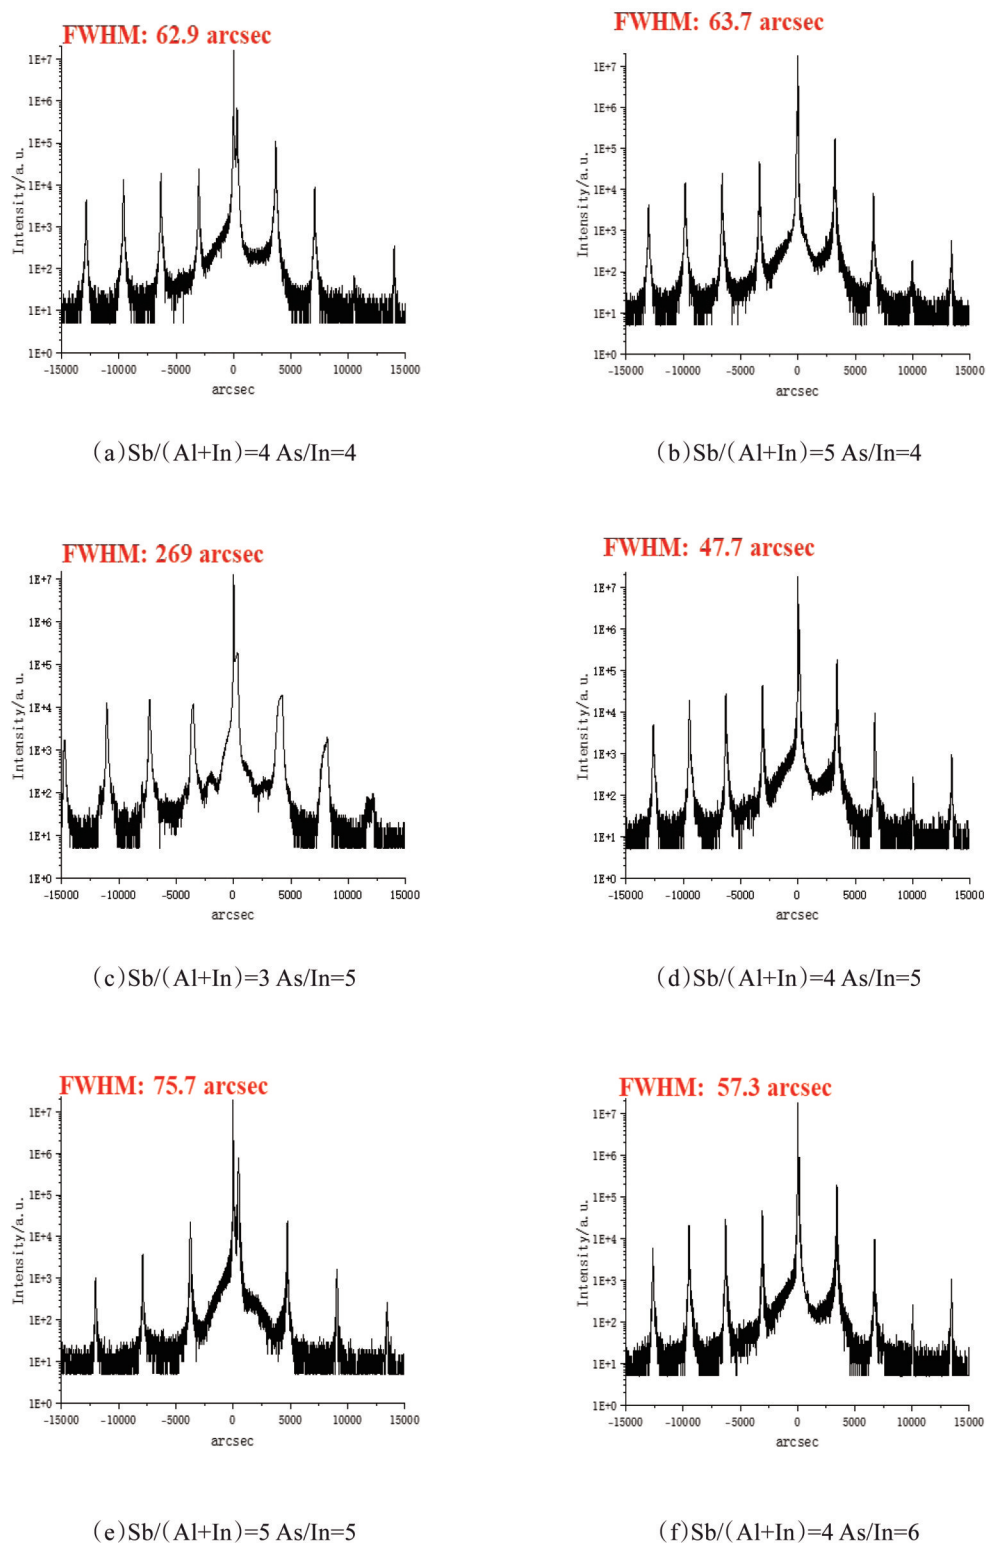 FWHM: 62.9 arcsec
1E+7
1E+6
1E+5
1E+4
1E+3
1E+2
1E+1
1E+0
Intensity/a.u.
-15000 -10000 -5000 0 5000 10000 15000
arcsec
(a)Sb/(Al+In)=4 As/In=4
FWHM: 63.7 arcsec
1E+7
1E+6
1E+5
1E+4
1E+3
1E+2
1E+1
1E+0
Intensity/a.u.
-15000 -10000 -5000 0 5000 10000 15000
arcsec
(b)Sb/(Al+In)=5 As/In=4
FWHM: 269 arcsec
1E+7
1E+6
1E+5
1E+4
1E+3
1E+2
1E+1
1E+0
Intensity/a.u.
-15000 -10000 -5000 0 5000 10000 15000
arcsec
(c)Sb/(Al+In)=3 As/In=5
FWHM: 47.7 arcsec
1E+7
1E+6
1E+5
1E+4
1E+3
1E+2
1E+1
1E+0
Intensity/a.u.
-15000 -10000 -5000 0 5000 10000 15000
arcsec
(d)Sb/(Al+In)=4 As/In=5
FWHM: 75.7 arcsec
1E+7
1E+6
1E+5
1E+4
1E+3
1E+2
1E+1
1E+0
Intensity/a.u.
-15000 -10000 -5000 0 5000 10000 15000
arcsec
(e)Sb/(Al+In)=5 As/In=5
FWHM: 57.3 arcsec
1E+7
1E+6
1E+5
1E+4
1E+3
1E+2
1E+1
1E+0
Intensity/a.u.
-15000 -10000 -5000 0 5000 10000 15000
arcsec
(f)Sb/(Al+In)=4 As/In=6